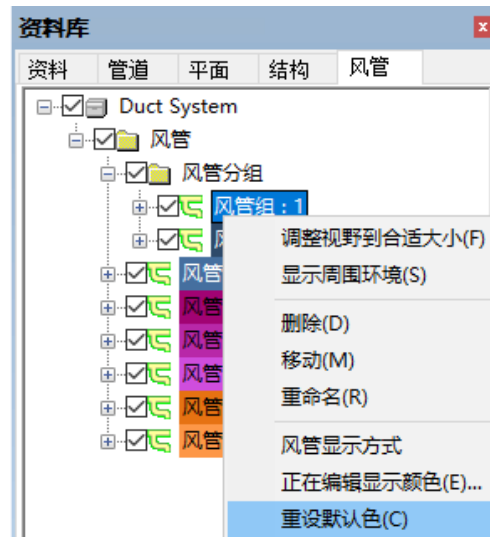 资料库
资料 管道 平面 结构 风管
Duct System
风管
风管分组
风管组 : 1
调整视野到合适大小(F)
风管
显示周围环境(S)
风管
删除(D)
风管
移动(M)
风管
重命名(R)
风管
风管显示方式
风管
正在编辑显示颜色(E)...
重设默认色(C)